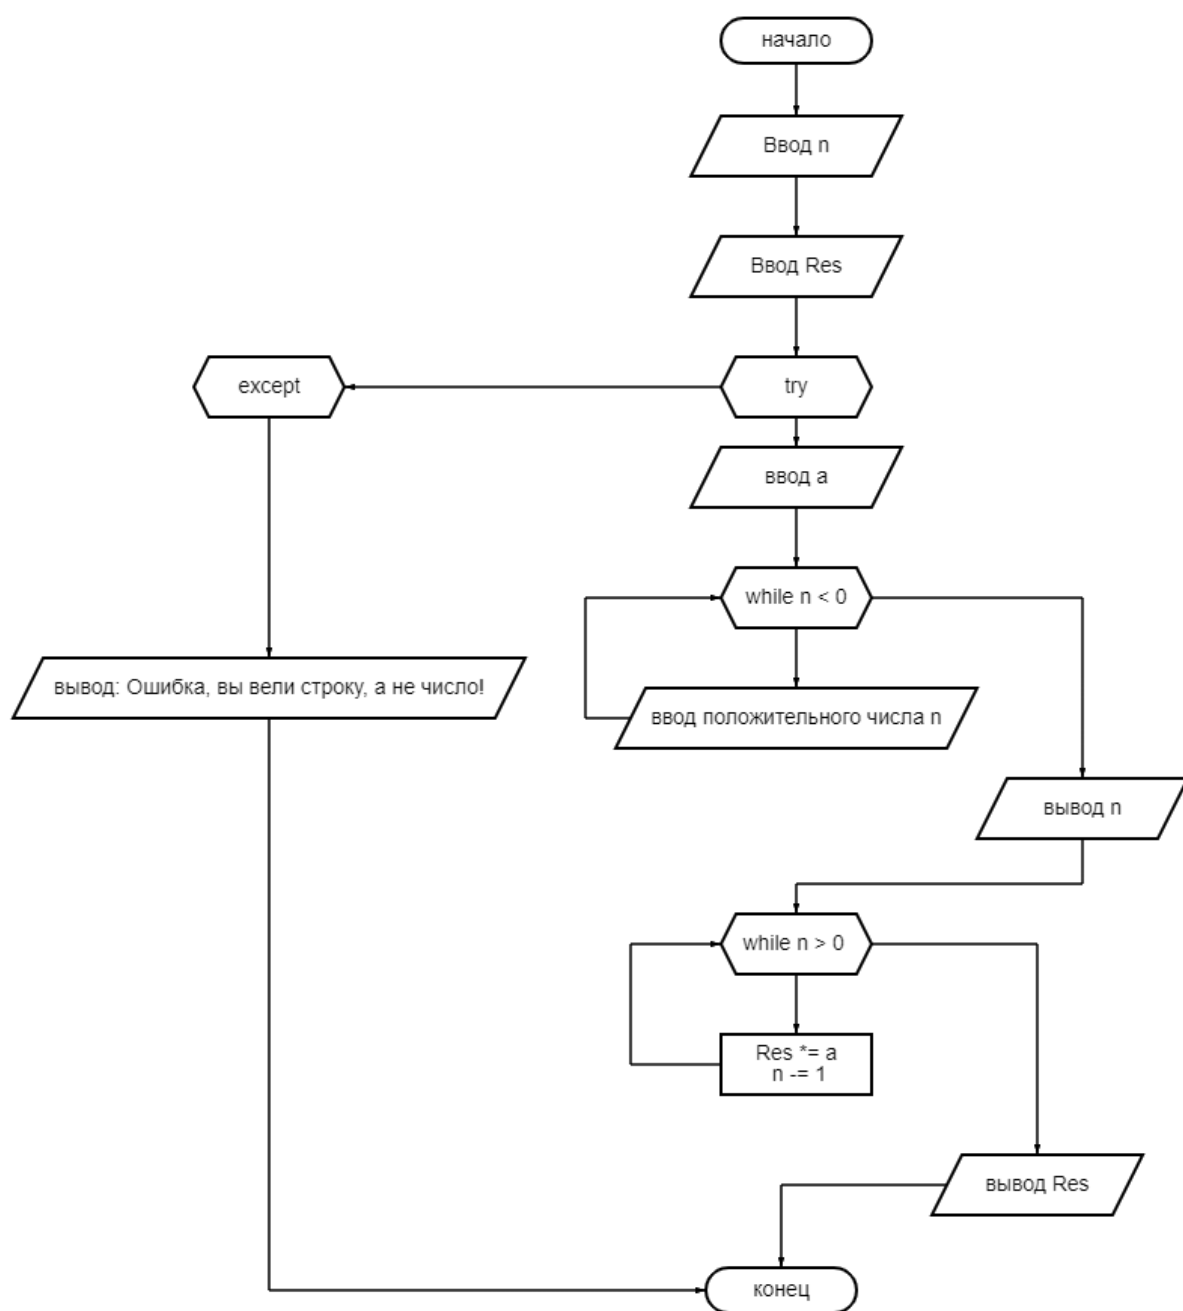 начало
Ввод n
Ввод Res
except
try
ввод a
while n < 0
вывод: Ошибка, вы вели строку, а не число!
ввод положительного числа n
вывод n
while n > 0
Res *= a
n -= 1
вывод Res
конец